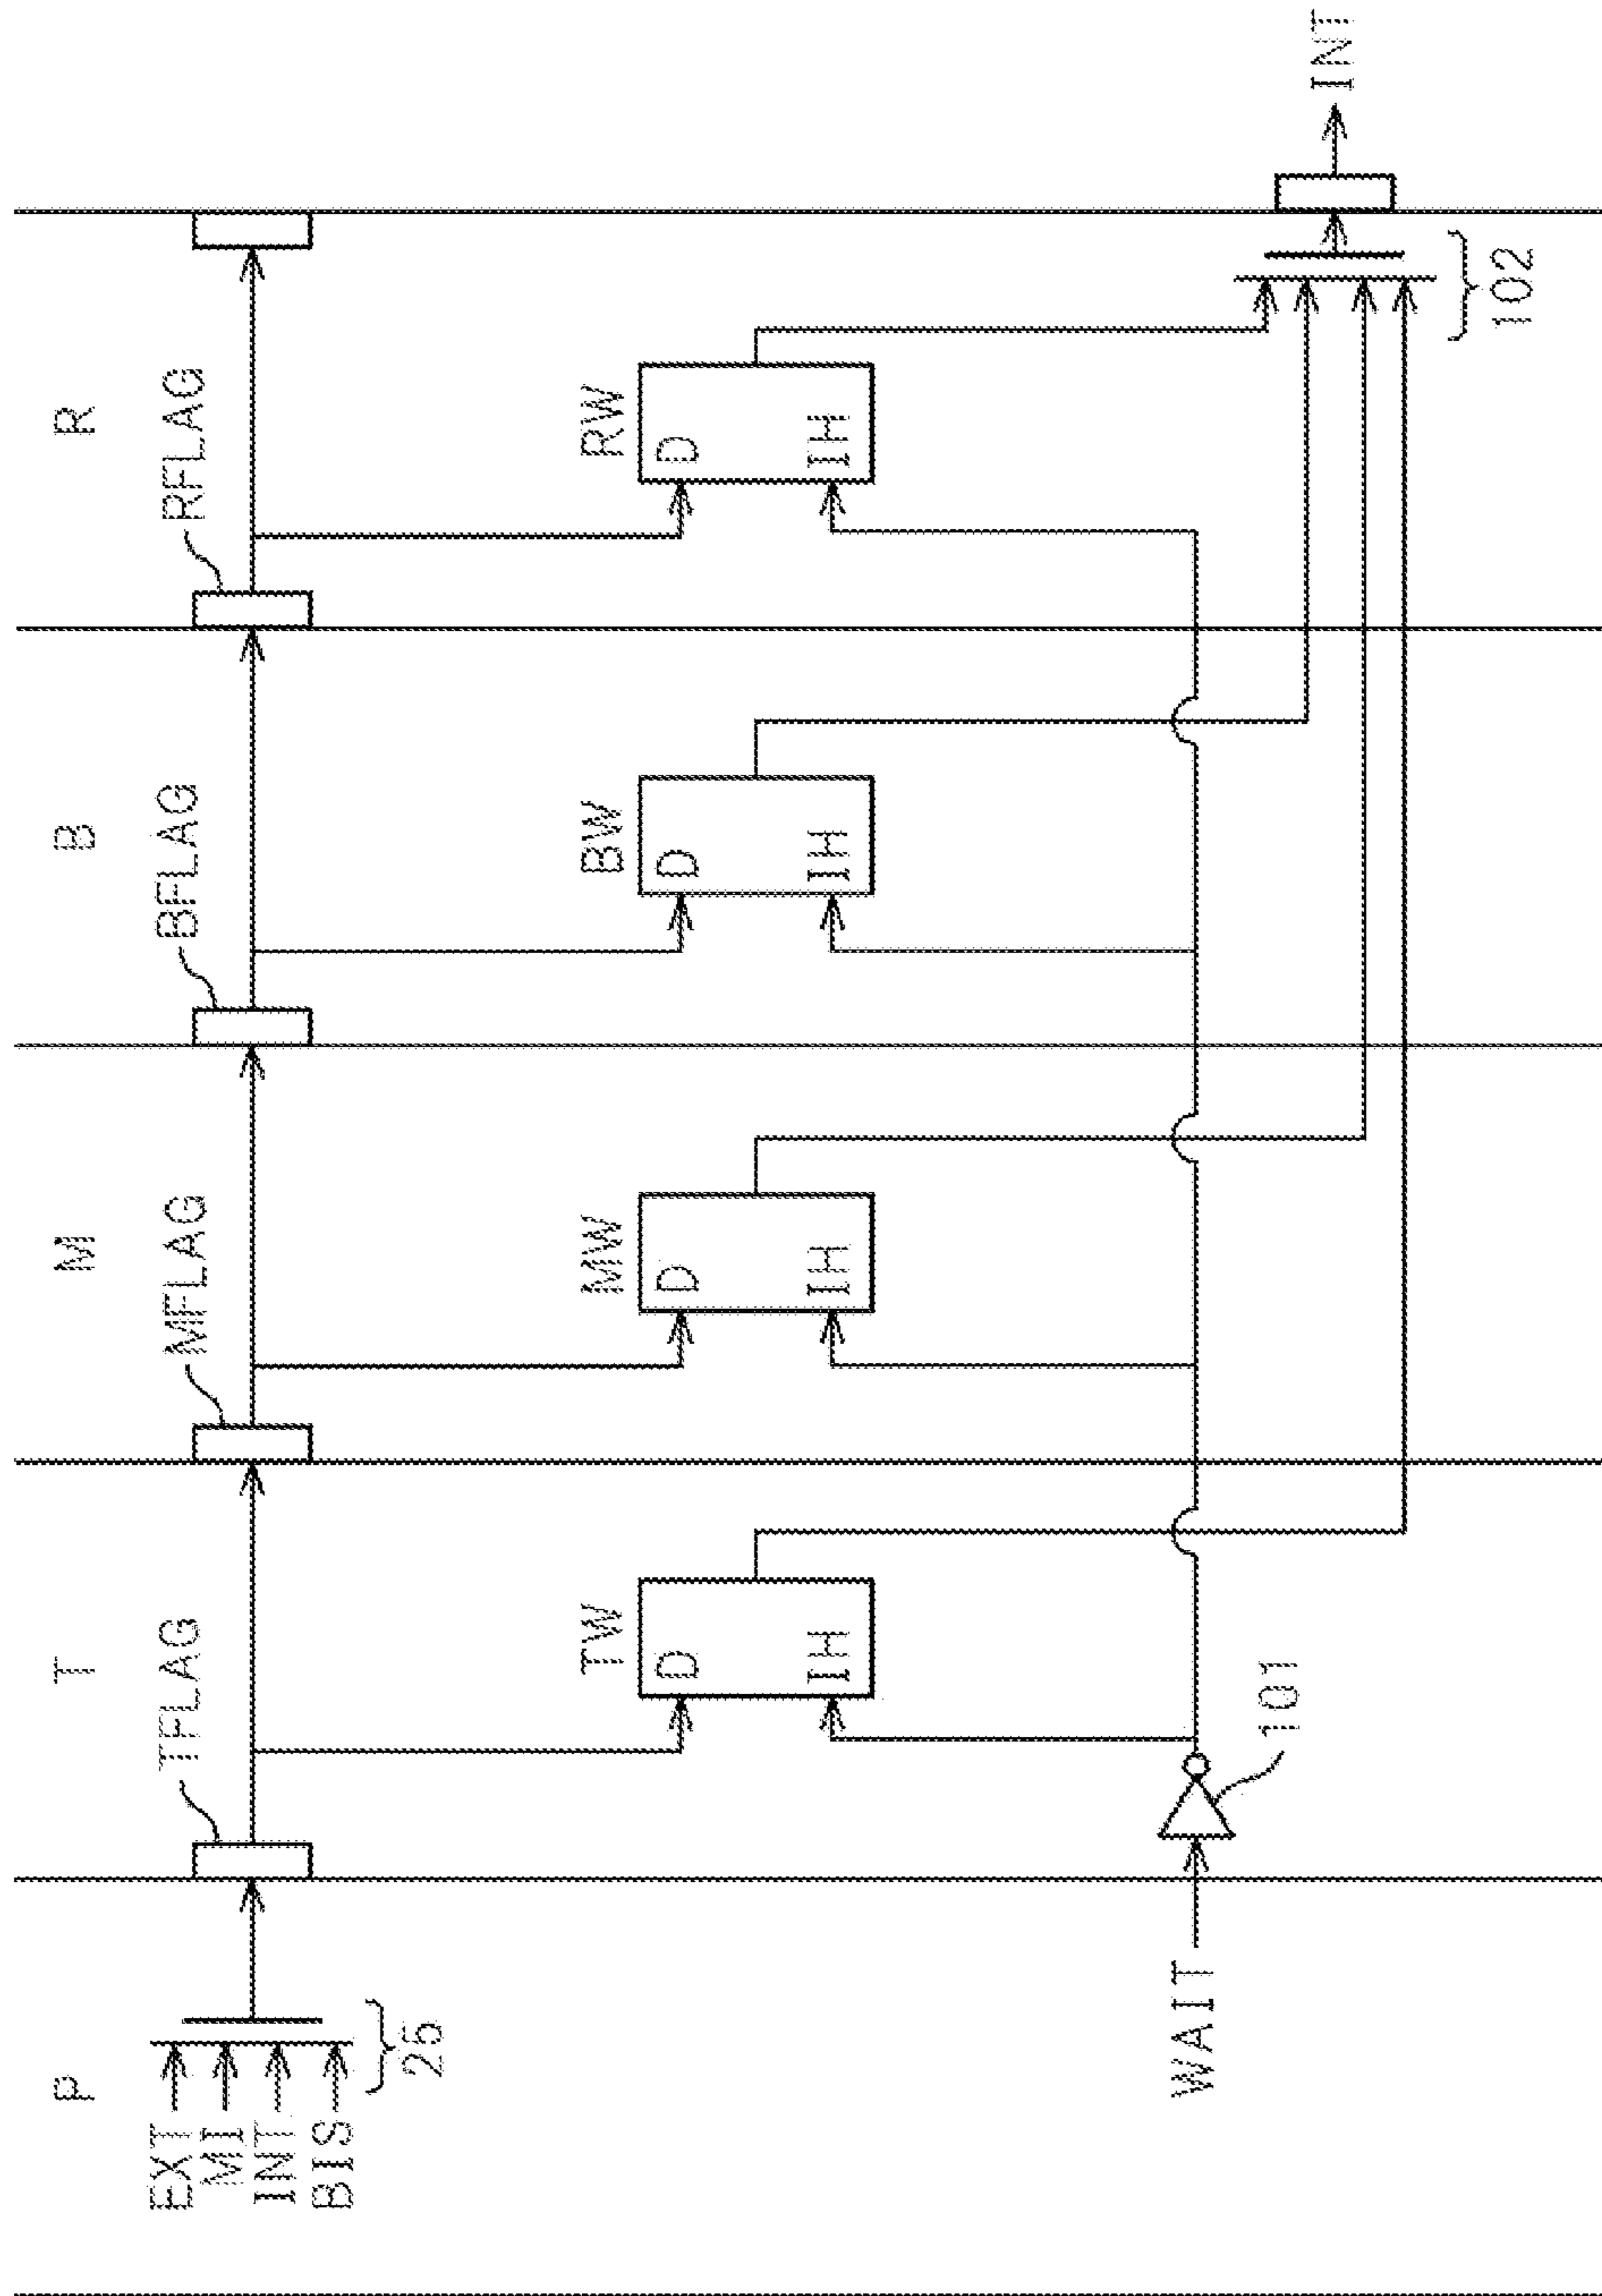 P
T
M
B
R
EXT
MI
INT
BIS
25
TFLAG
MFLAG
BFLAG
RFLAG
TW
D
IH
MW
D
IH
BW
D
IH
RW
D
IH
WAIT
101
102
INT